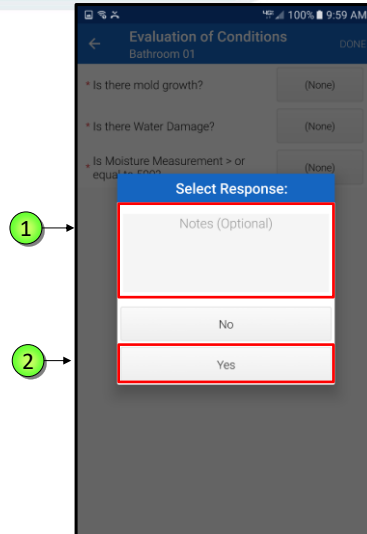 100% 9:59 AM
Evaluation of Conditions
Bathroom 01
DONE
* Is there mold growth?
(None)
* Is there Water Damage?
(None)
* Is Moisture Measurement > or
equal to 500?
(None)
Select Response:
Notes (Optional)
No
Yes
1
2